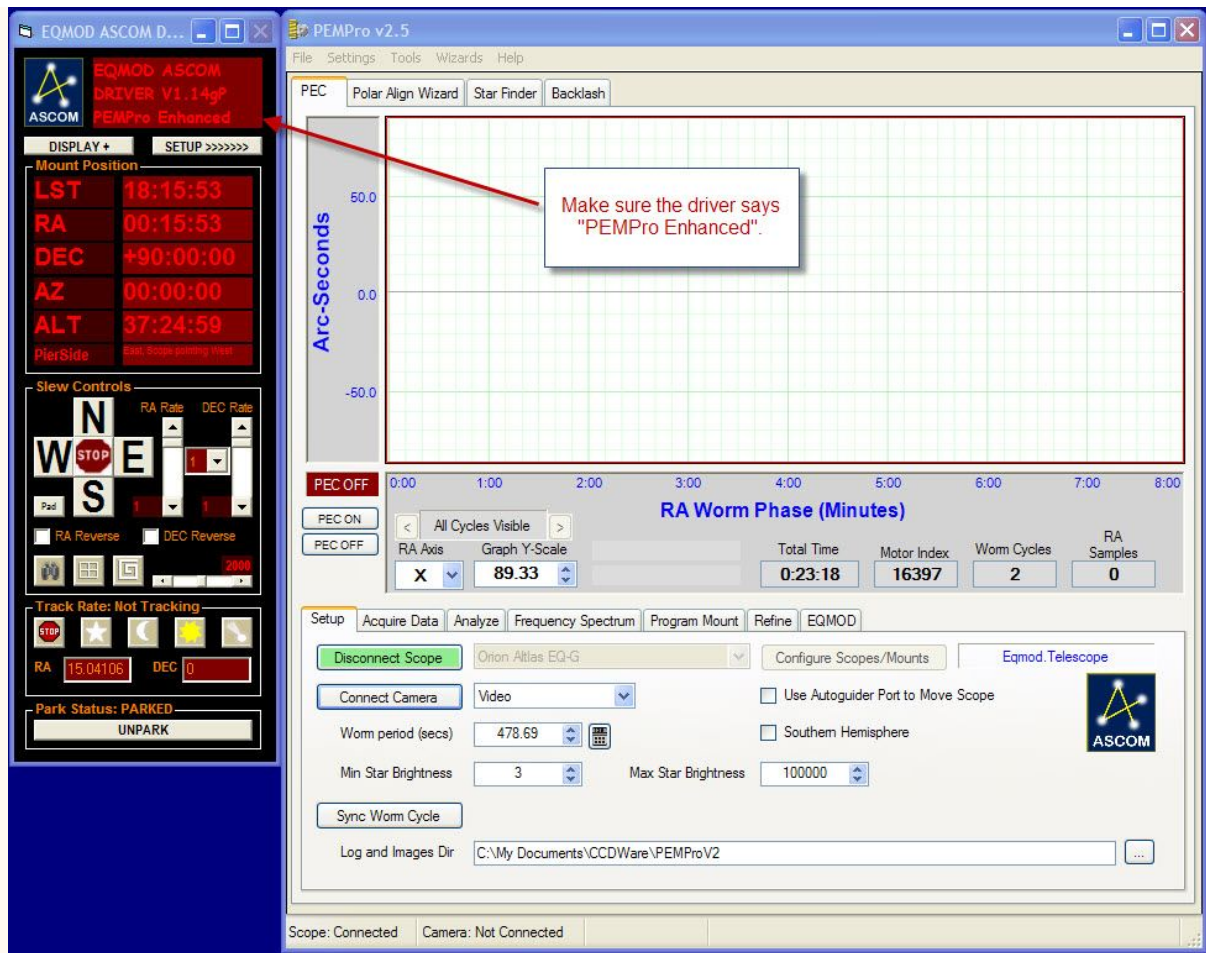 EQMOD ASCOM D...
EQMOD ASCOM
DRIVER V1.14gP
PEMPro Enhanced
ASCOM
DISPLAY +
SETUP >>>>>>>
Mount Position
LST 18:15:53
RA 00:15:53
DEC +90:00:00
AZ 00:00:00
ALT 37:24:59
PierSide East, Scope pointing West
Slew Controls
N
W STOP E
S
RA Rate DEC Rate
1
1 1
Pad
RA Reverse DEC Reverse
2000
Track Rate: Not Tracking
STOP
RA 15.04106 DEC 0
Park Status: PARKED
UNPARK
PEMPro v2.5
File Settings Tools Wizards Help
PEC Polar Align Wizard Star Finder Backlash
Arc-Seconds
50.0
0.0
-50.0
Make sure the driver says
"PEMPro Enhanced".
PEC OFF
0:00 1:00 2:00 3:00 4:00 5:00 6:00 7:00 8:00
RA Worm Phase (Minutes)
PEC ON
PEC OFF
< All Cycles Visible >
RA Axis Graph Y-Scale Total Time Motor Index Worm Cycles RA Samples
X 89.33 0:23:18 16397 2 0
Setup Acquire Data Analyze Frequency Spectrum Program Mount Refine EQMOD
Disconnect Scope Orion Altlas EQ-G Configure Scopes/Mounts Eqmod.Telescope
Connect Camera Video Use Autoguider Port to Move Scope
ASCOM
Worm period (secs) 478.69 Southern Hemisphere
Min Star Brightness 3 Max Star Brightness 100000
Sync Worm Cycle
Log and Images Dir C:\My Documents\CCDWare\PEMProV2 ...
Scope: Connected Camera: Not Connected